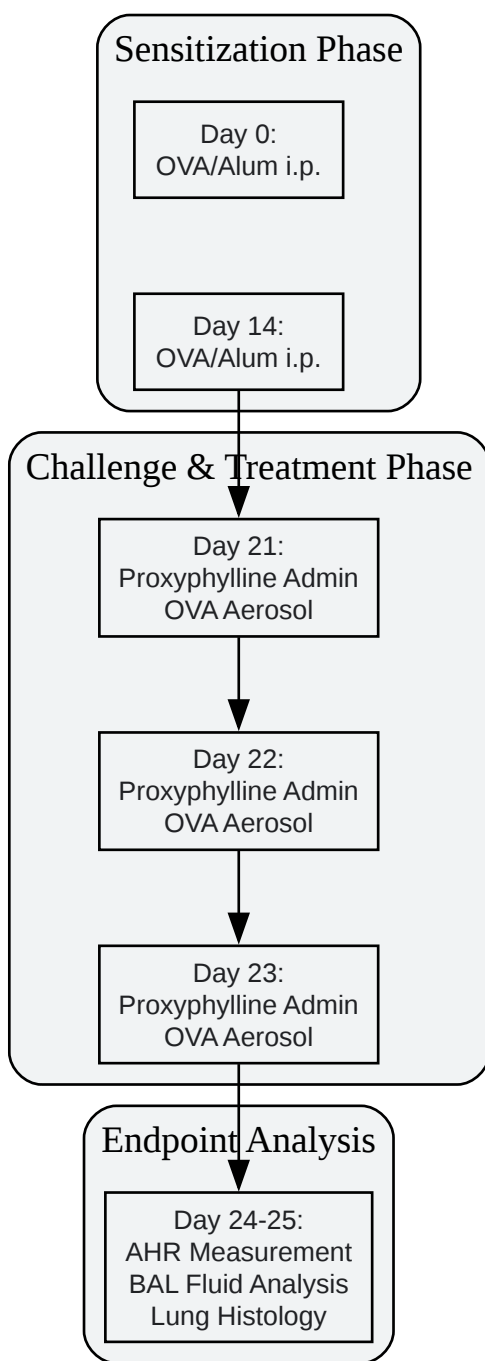 Sensitization Phase
Day 0:
OVA/Alum i.p.
Day 14:
OVA/Alum i.p.
Challenge & Treatment Phase
Day 21:
Proxyphylline Admin
OVA Aerosol
Day 22:
Proxyphylline Admin
OVA Aerosol
Day 23:
Proxyphylline Admin
OVA Aerosol
Endpoint Analysis
Day 24-25:
AHR Measurement
BAL Fluid Analysis
Lung Histology